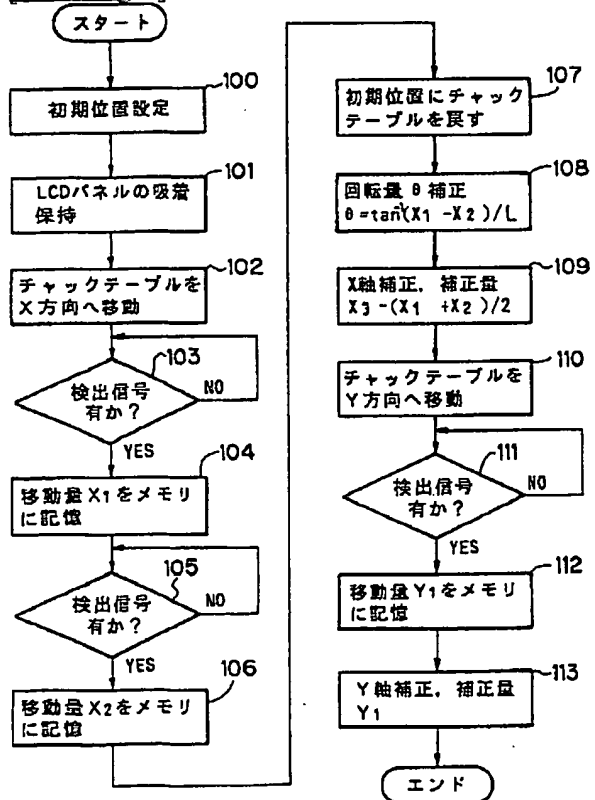 スタート
100
初期位置設定
101
LCDパネルの吸着
保持
102
チャックテーブルを
X方向へ移動
103
検出信号
有か?
NO
YES
104
移動量X1をメモリ
に記憶
105
検出信号
有か?
NO
YES
106
移動量X2をメモリ
に記憶
107
初期位置にチャック
テーブルを戻す
108
回転量θ補正
θ=tan⁻¹(X1-X2)/L
109
X軸補正,補正量
X3-(X1+X2)/2
110
チャックテーブルを
Y方向へ移動
111
検出信号
有か?
NO
YES
112
移動量Y1をメモリ
に記憶
113
Y軸補正,補正量
Y1
エンド